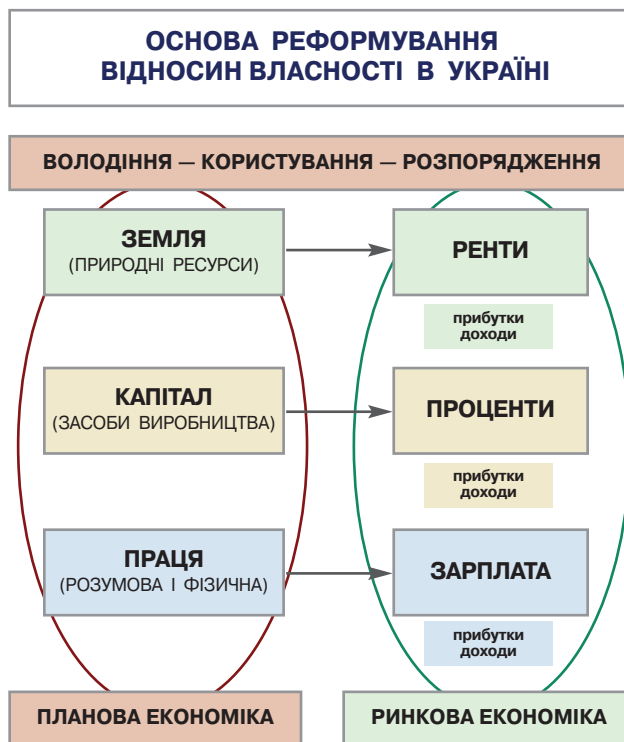 ОСНОВА РЕФОРМУВАННЯ
ВІДНОСИН ВЛАСНОСТІ В УКРАЇНІ
ВОЛОДІННЯ — КОРИСТУВАННЯ — РОЗПОРЯДЖЕННЯ
ЗЕМЛЯ
(ПРИРОДНІ РЕСУРСИ)
РЕНТИ
прибутки
доходи
КАПІТАЛ
(ЗАСОБИ ВИРОБНИЦТВА)
ПРОЦЕНТИ
прибутки
доходи
ПРАЦЯ
(РОЗУМОВА І ФІЗИЧНА)
ЗАРПЛАТА
прибутки
доходи
ПЛАНОВА ЕКОНОМІКА
РИНКОВА ЕКОНОМІКА